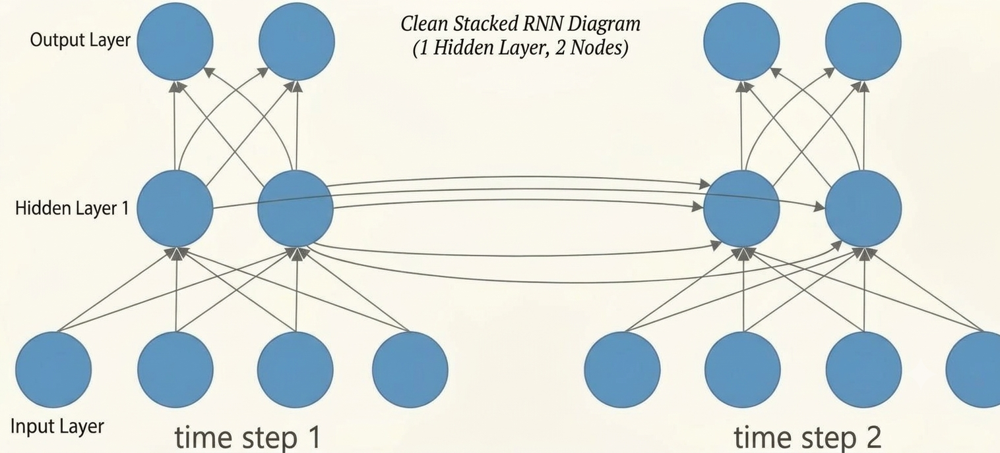 Clean Stacked RNN Diagram
(1 Hidden Layer, 2 Nodes)
Output Layer
Hidden Layer 1
Input Layer
time step 1
time step 2